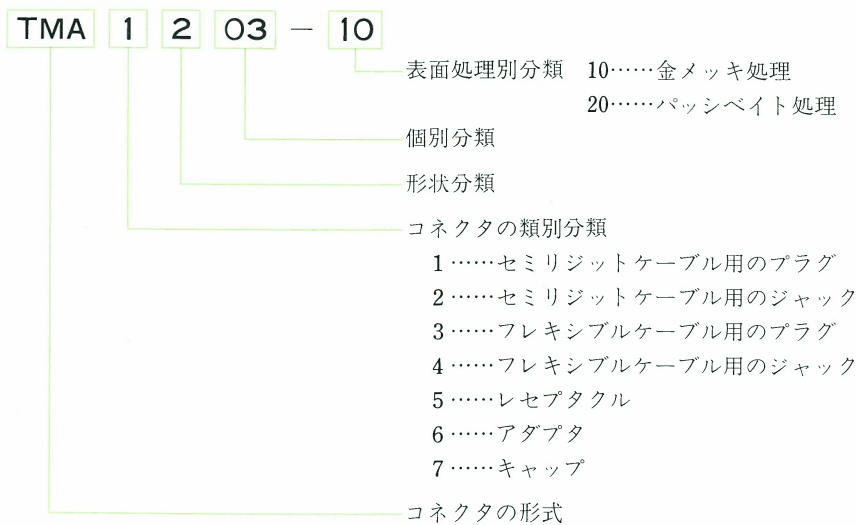 TMA 1 2 03 － 10
表面処理別分類 10……金メッキ処理
20……パッシベイト処理
個別分類
形状分類
コネクタの類別分類
1……セミリジットケーブル用のプラグ
2……セミリジットケーブル用のジャック
3……フレキシブルケーブル用のプラグ
4……フレキシブルケーブル用のジャック
5……レセプタクル
6……アダプタ
7……キャップ
コネクタの形式